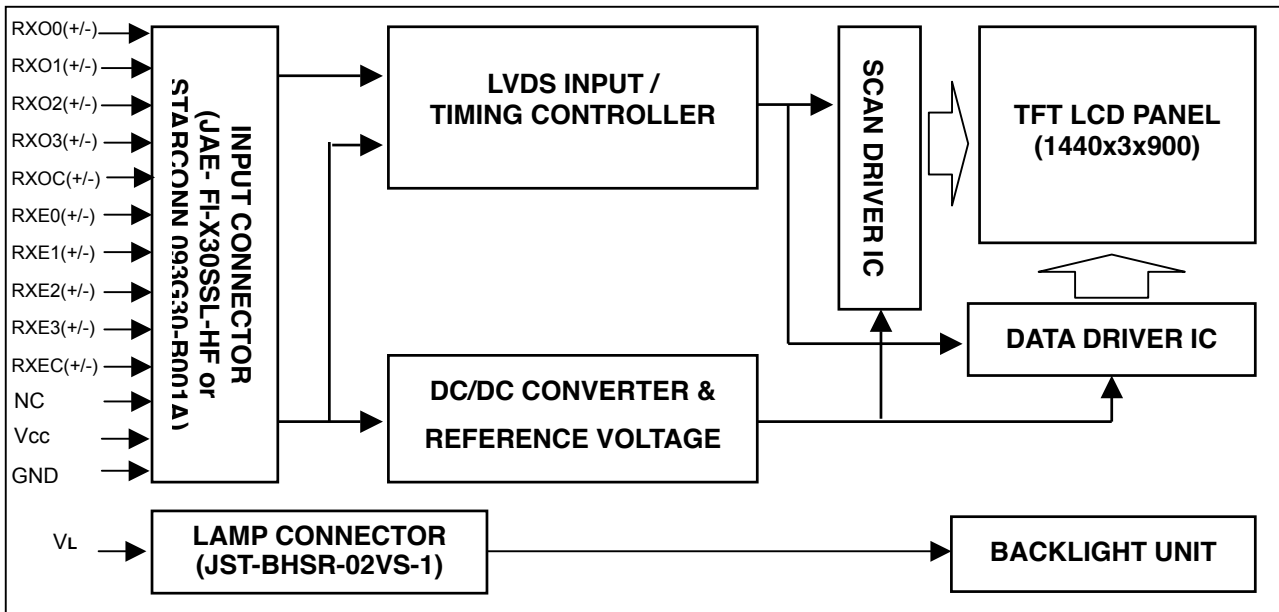 RXO0(+/-)
RXO1(+/-)
RXO2(+/-)
RXO3(+/-)
RXOC(+/-)
RXE0(+/-)
RXE1(+/-)
RXE2(+/-)
RXE3(+/-)
RXEC(+/-)
NC
Vcc
GND
INPUT CONNECTOR
(JAE- FI-X30SSL-HF or
STARCONN 093G30-B001A)
LVDS INPUT /
TIMING CONTROLLER
SCAN DRIVER IC
TFT LCD PANEL
(1440x3x900)
DATA DRIVER IC
DC/DC CONVERTER &
REFERENCE VOLTAGE
VL
LAMP CONNECTOR
(JST-BHSR-02VS-1)
BACKLIGHT UNIT